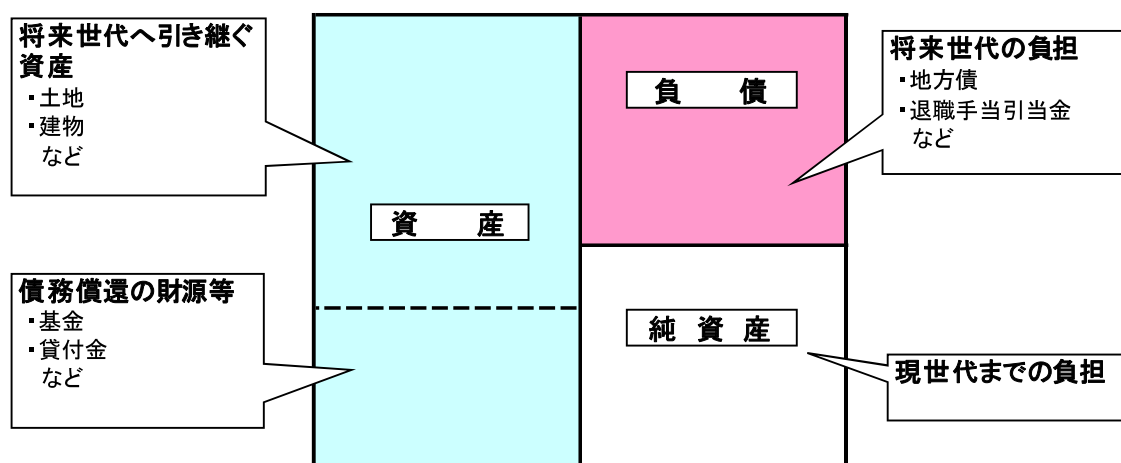 将来世代へ引き継ぐ
資産
・土地
・建物
など
債務償還の財源等
・基金
・貸付金
など
資　産
負　債
純 資 産
将来世代の負担
・地方債
・退職手当引当金
など
現世代までの負担